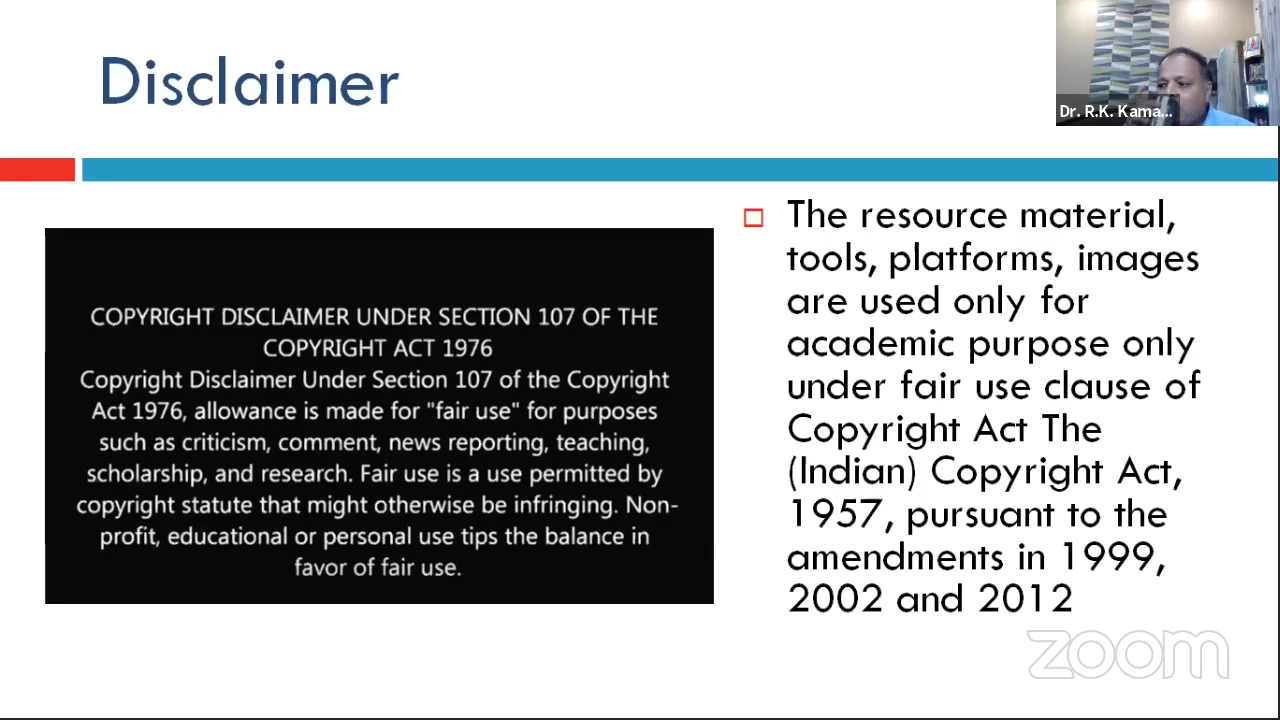 Disclaimer
Dr. R.K. Kama...
COPYRIGHT DISCLAIMER UNDER SECTION 107 OF THE
COPYRIGHT ACT 1976
Copyright Disclaimer Under Section 107 of the Copyright
Act 1976, allowance is made for "fair use" for purposes
such as criticism, comment, news reporting, teaching,
scholarship, and research. Fair use is a use permitted by
copyright statute that might otherwise be infringing. Non-
profit, educational or personal use tips the balance in
favor of fair use.
The resource material,
tools, platforms, images
are used only for
academic purpose only
under fair use clause of
Copyright Act The
(Indian) Copyright Act,
1957, pursuant to the
amendments in 1999,
2002 and 2012
zoom